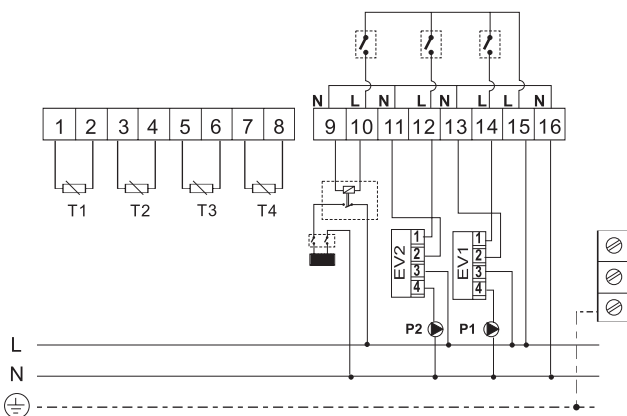 N L N L N L L N
1 2 3 4 5 6 7 8
9 10 11 12 13 14 15 16
T1 T2 T3 T4
EV2 1 2 3 4
EV1 1 2 3 4
P2 P1
L
N